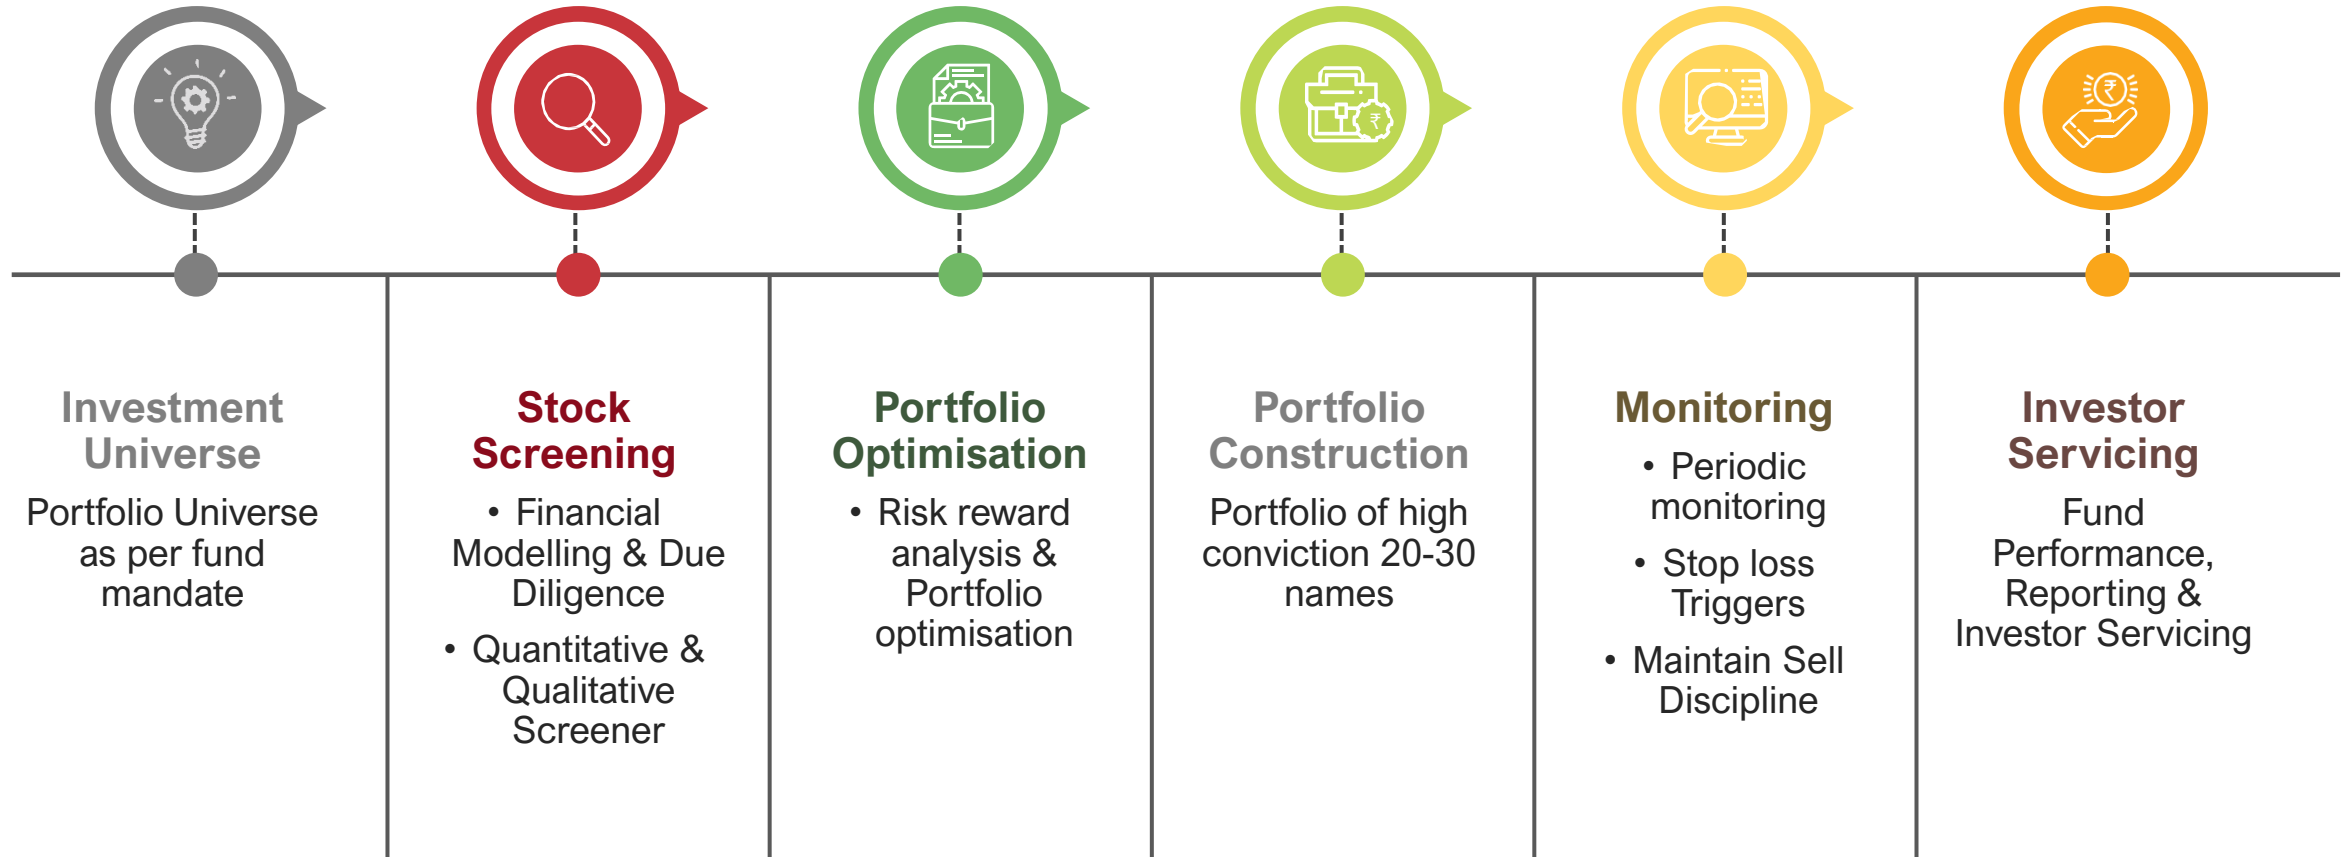 Investment
Universe
Portfolio Universe
as per fund
mandate
Stock
Screening
• Financial
Modelling & Due
Diligence
• Quantitative &
Qualitative
Screener
Portfolio
Optimisation
• Risk reward
analysis &
Portfolio
optimisation
Portfolio
Construction
Portfolio of high
conviction 20-30
names
₹
Monitoring
• Periodic
monitoring
• Stop loss
Triggers
• Maintain Sell
Discipline
₹
Investor
Servicing
Fund
Performance,
Reporting &
Investor Servicing